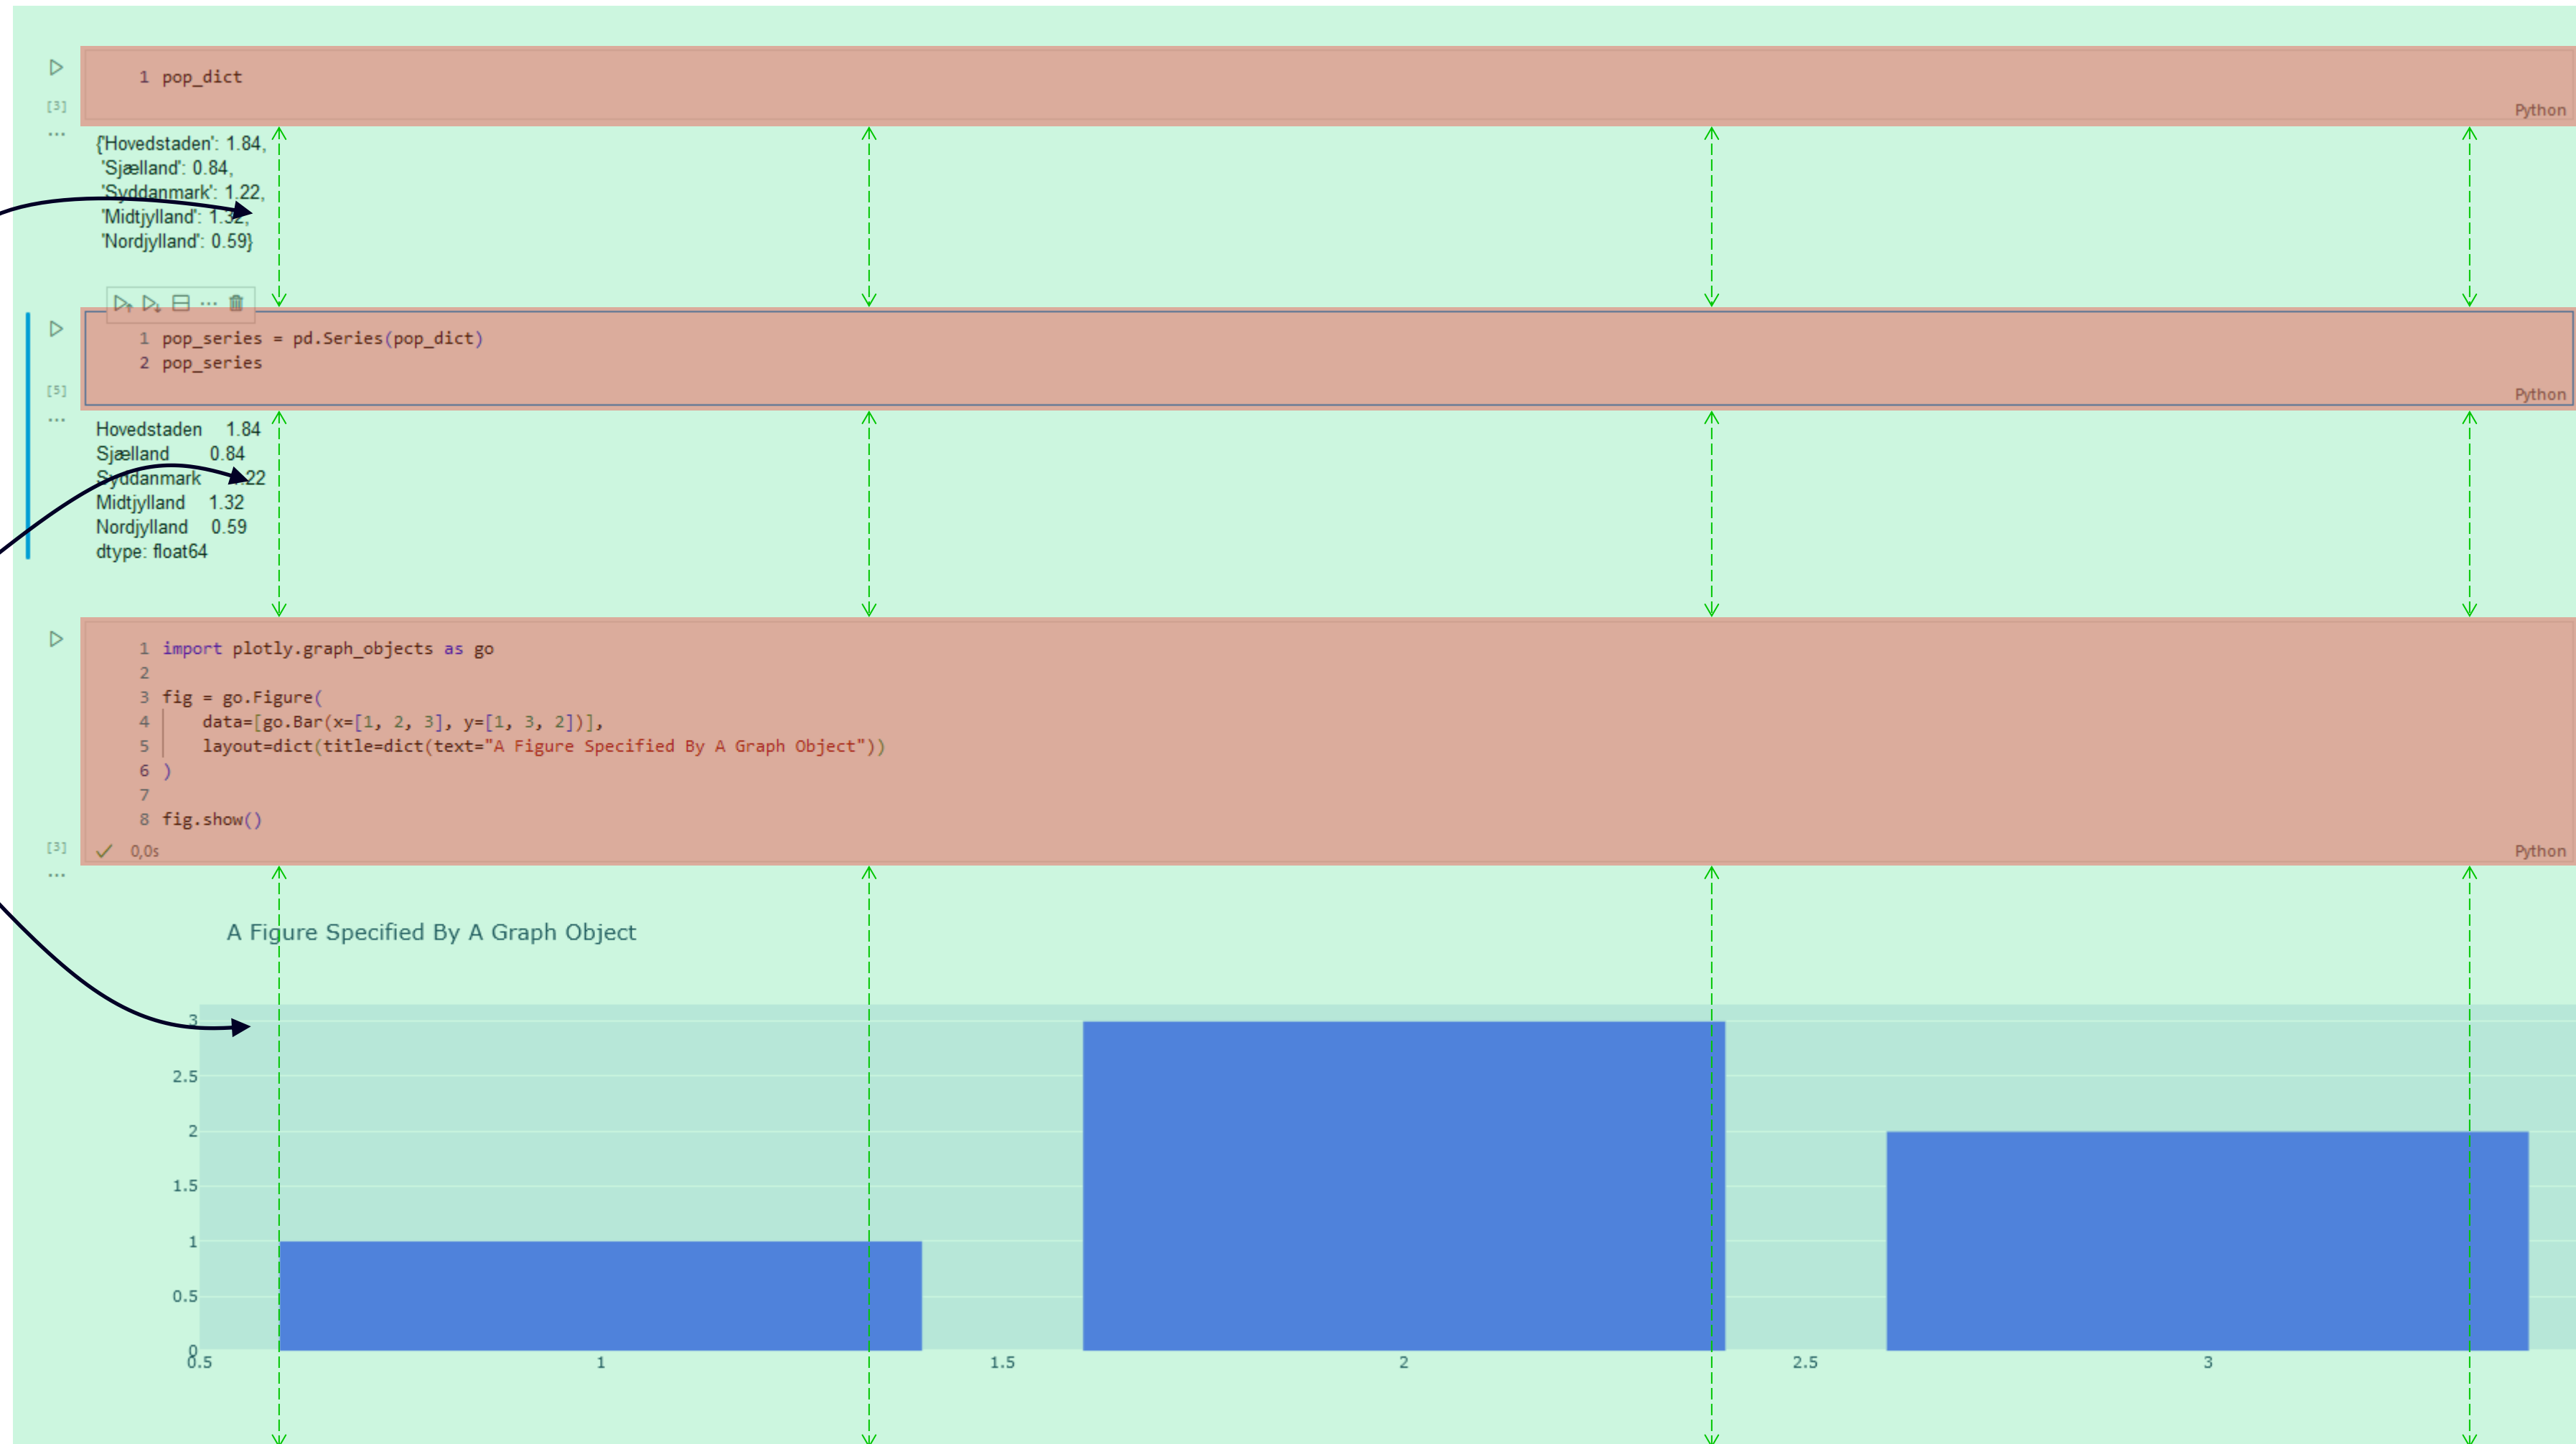 1 pop_dict
[3]
Python
...
{'Hovedstaden': 1.84,
'Sjælland': 0.84,
'Syddanmark': 1.22,
'Midtjylland': 1.32,
'Nordjylland': 0.59}
...
1 pop_series = pd.Series(pop_dict)
2 pop_series
[5]
Python
...
Hovedstaden 1.84
Sjælland 0.84
Syddanmark .22
Midtjylland 1.32
Nordjylland 0.59
dtype: float64
1 import plotly.graph_objects as go
2
3 fig = go.Figure(
4 data=[go.Bar(x=[1, 2, 3], y=[1, 3, 2])],
5 layout=dict(title=dict(text="A Figure Specified By A Graph Object"))
6 )
7
8 fig.show()
[3] 0,0s
Python
...
A Figure Specified By A Graph Object
3
2.5
2
1.5
1
0.5
0
0.5 1 1.5 2 2.5 3